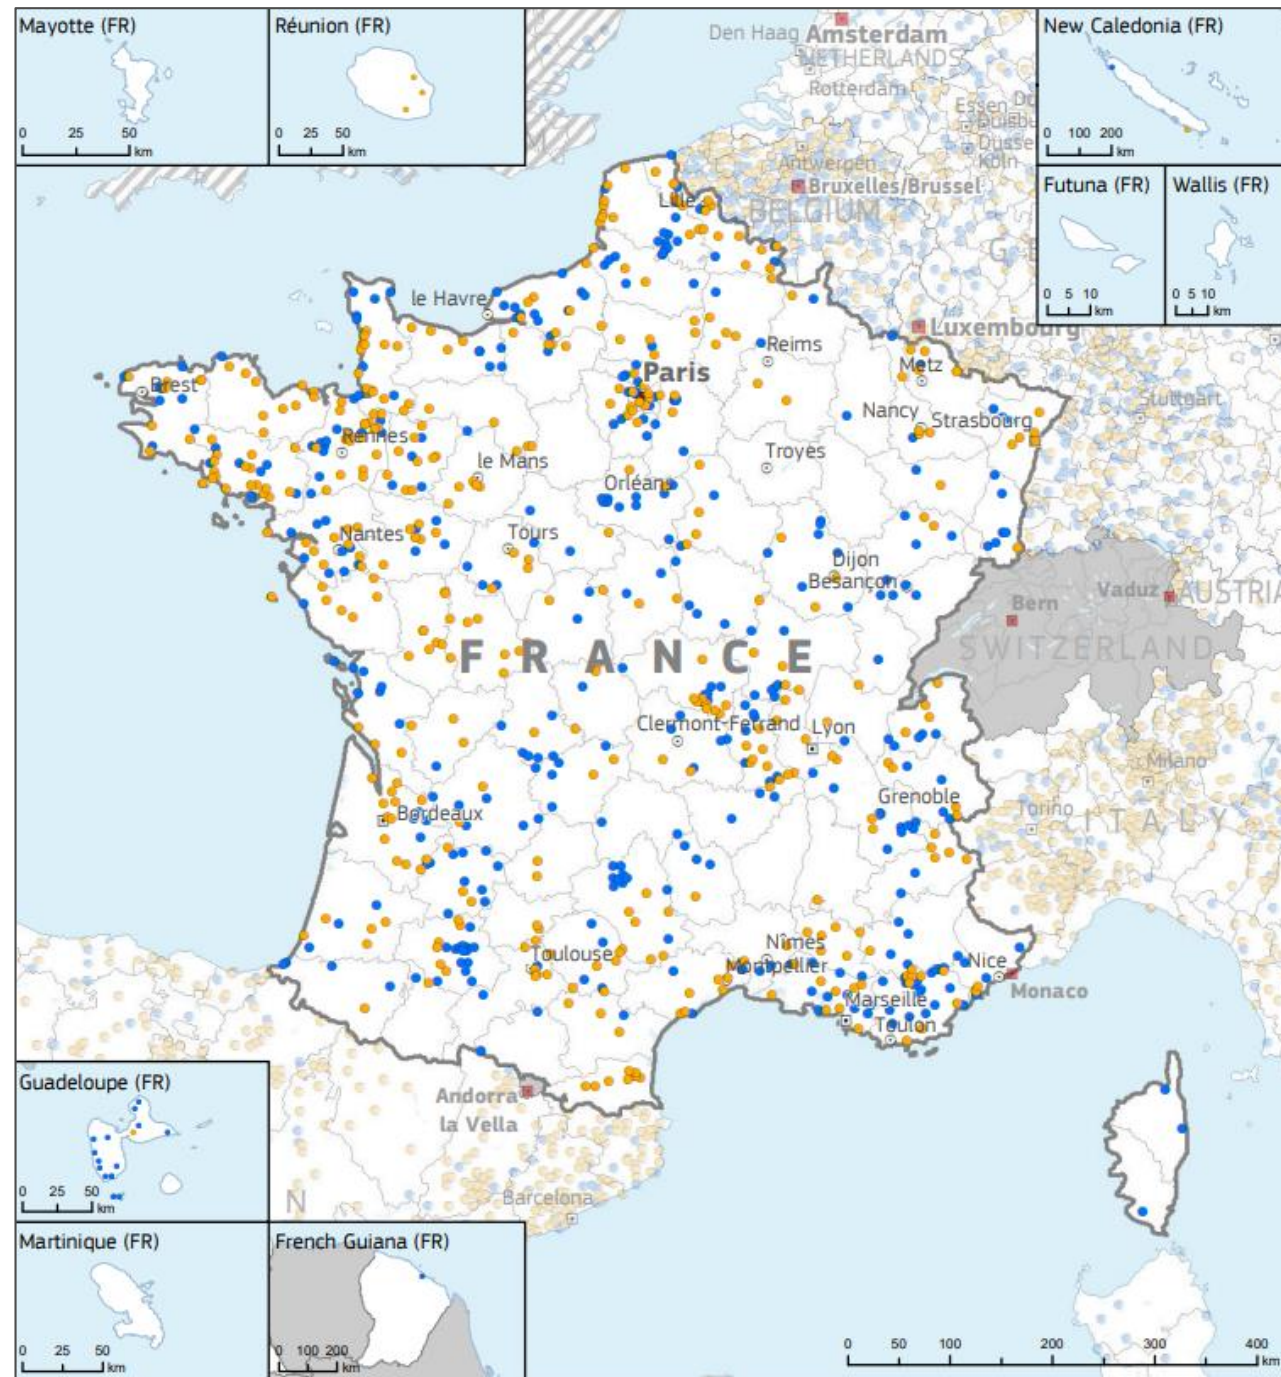 Mayotte (FR)
0 25 50
km
Réunion (FR)
0 25 50
km
New Caledonia (FR)
0 100 200
km
Futuna (FR)
0 5 10
km
Wallis (FR)
0 5 10
km
Den Haag
Amsterdam
NETHERLANDS
Rotterdam
Essen
Köln
Antwerpen
Bruxelles/Brussel
BELGIUM
Lille
le Havre
Luxembourg
Reims
Metz
Paris
Brest
Nancy
Strasbourg
Stuttgart
Rennes
le Mans
Troyes
Orléans
Nantes
Tours
Dijon
Besançon
Bern
Vaduz
AUSTRIA
SWITZERLAND
FRANCE
Clermont-Ferrand
Lyon
Milano
Grenoble
Torino
ITALY
Bordeaux
Toulouse
Nîmes
Montpellier
Nice
Monaco
Marseille
Toulon
Andorra
la Vella
Barcelona
N
Guadeloupe (FR)
0 25 50
km
Martinique (FR)
0 25 50
km
French Guiana (FR)
0 100 200
km
0 50 100 200 300 400
km